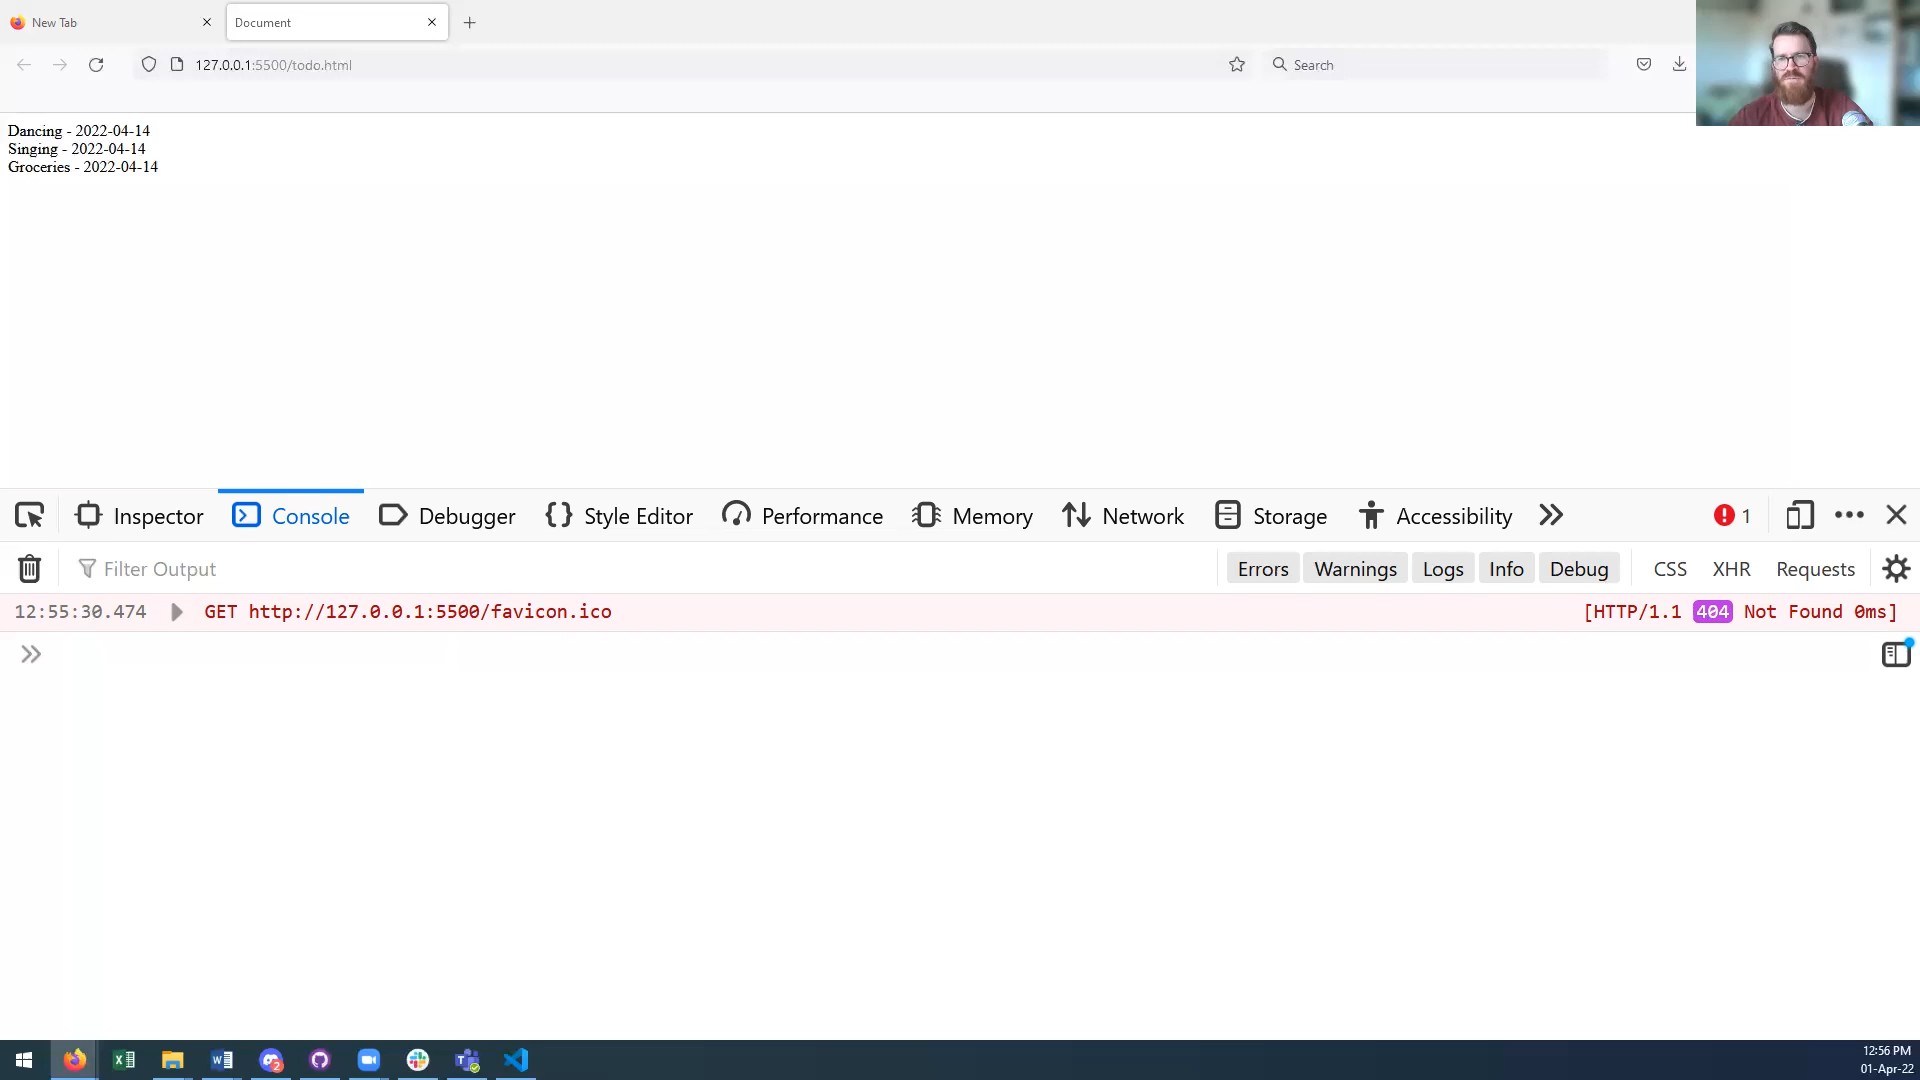 New Tab
Document
127.0.0.1:5500/todo.html
Search
Dancing - 2022-04-14
Singing - 2022-04-14
Groceries - 2022-04-14
Inspector
Console
Debugger
Style Editor
Performance
Memory
Network
Storage
Accessibility
1
Filter Output
Errors
Warnings
Logs
Info
Debug
CSS
XHR
Requests
12:55:30.474 GET http://127.0.0.1:5500/favicon.ico [HTTP/1.1 404 Not Found 0ms]
2
12:56 PM
01-Apr-22